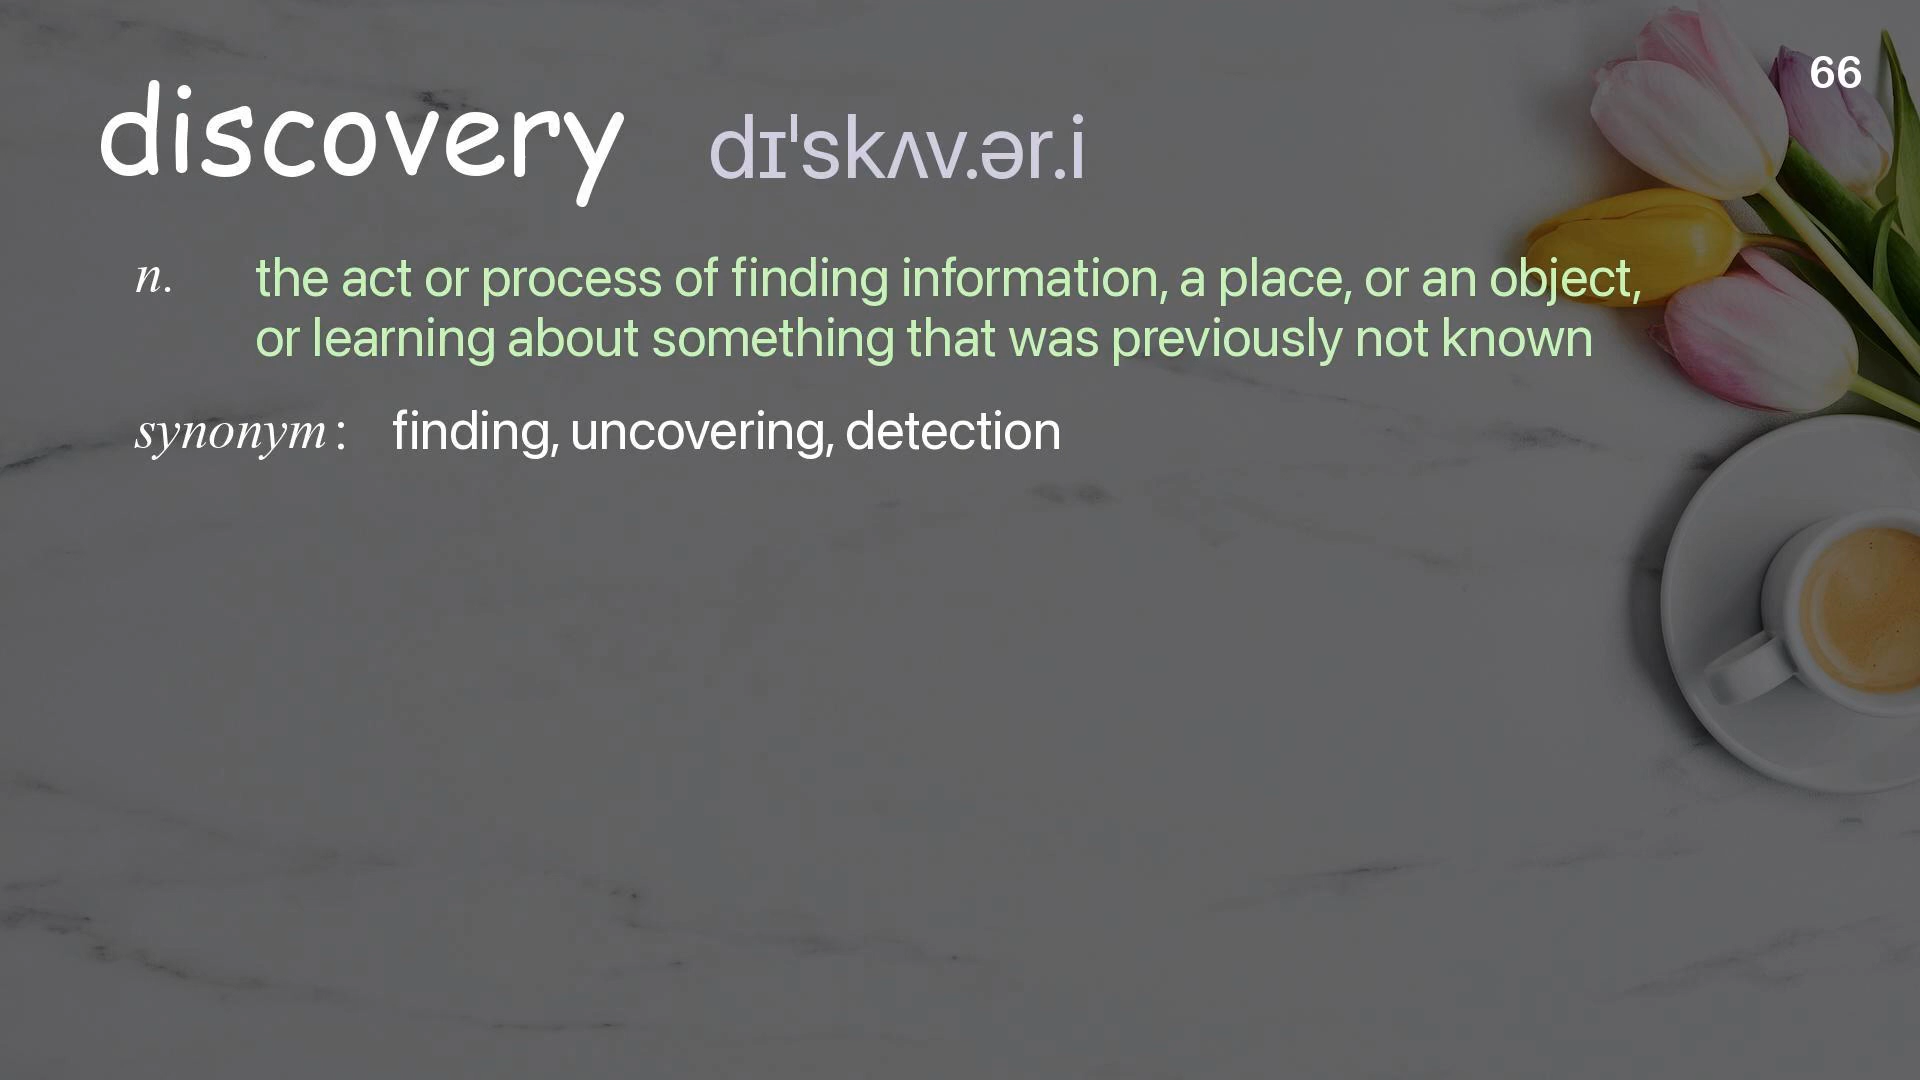 66
discovery dɪˈskʌv.ər.i
n. the act or process of finding information, a place, or an object,
or learning about something that was previously not known
synonym: finding, uncovering, detection